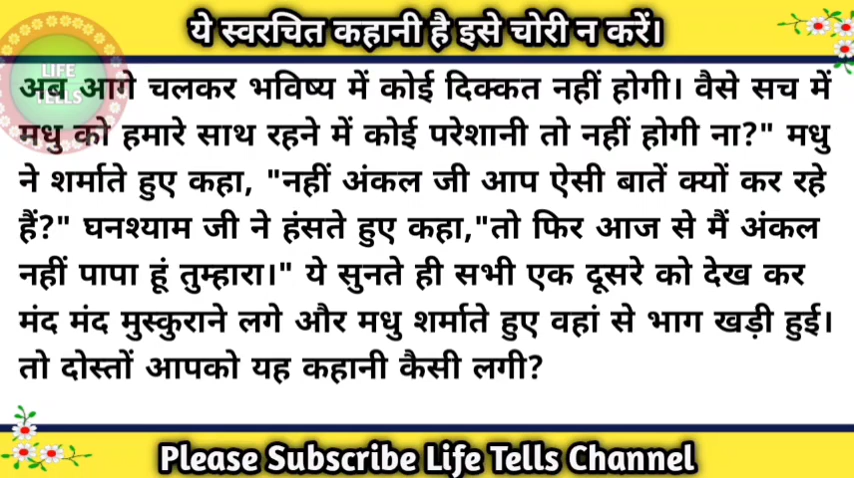 ये स्वरचित कहानी है इसे चोरी न करें।
LIFE
TELLS
अब आगे चलकर भविष्य में कोई दिक्कत नहीं होगी। वैसे सच में
मधु को हमारे साथ रहने में कोई परेशानी तो नहीं होगी ना?" मधु
ने शर्माते हुए कहा, "नहीं अंकल जी आप ऐसी बातें क्यों कर रहे
हैं?" घनश्याम जी ने हंसते हुए कहा,"तो फिर आज से मैं अंकल
नहीं पापा हूं तुम्हारा।" ये सुनते ही सभी एक दूसरे को देख कर
मंद मंद मुस्कुराने लगे और मधु शर्माते हुए वहां से भाग खड़ी हुई।
तो दोस्तों आपको यह कहानी कैसी लगी?
Please Subscribe Life Tells Channel